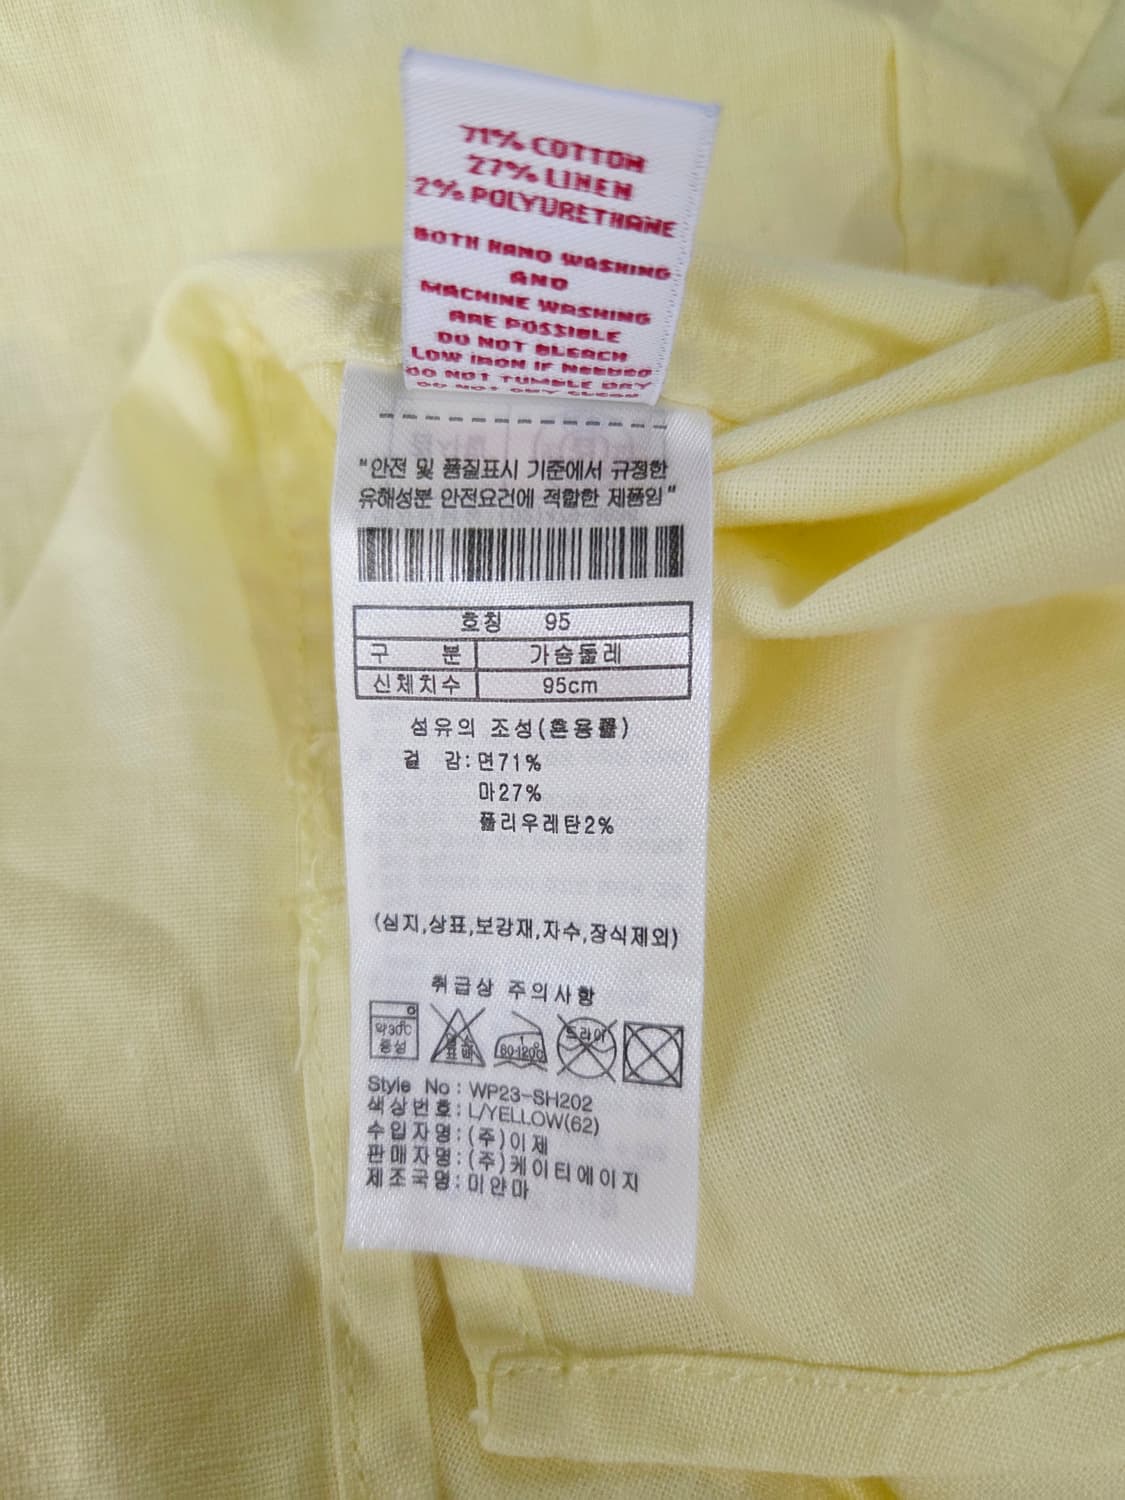 71% COTTON
27% LINEN
2% POLYURETHANE
BOTH HAND WASHING
AND
MACHINE WASHING
ARE POSSIBLE
DO NOT BLEACH
LOW IRON IF NEEDED
DO NOT TUMBLE DRY
DO NOT DRY CLEAN
"안전 및 품질표시 기준에서 규정한
유해성분 안전요건에 적합한 제품임"
호칭 95
구 분 가슴둘레
신체치수 95cm
섬유의 조성(혼용률)
겉 감:면71%
마27%
폴리우레탄2%
(심지,상표,보강재,자수,장식제외)
취급상 주의사항
약30℃ 중성
염소 표백
80-120℃
드라이
Style No : WP23-SH202
색상번호: L/YELLOW(62)
수입자명: (주)이제
판매자명: (주)케이티에이지
제조국명: 미얀마